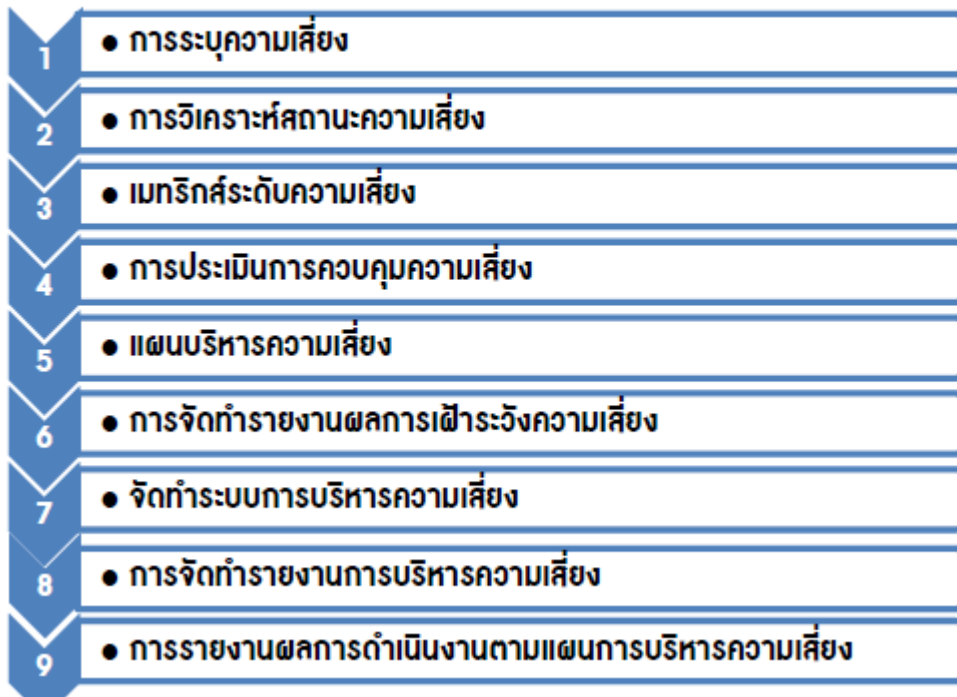 1 ● การระบุความเสี่ยง
2 ● การวิเคราะห์สถานะความเสี่ยง
3 ● เมทริกส์ระดับความเสี่ยง
4 ● การประเมินการควบคุมความเสี่ยง
5 ● แผนบริหารความเสี่ยง
6 ● การจัดทำรายงานผลการเฝ้าระวังความเสี่ยง
7 ● จัดทำระบบการบริหารความเสี่ยง
8 ● การจัดทำรายงานการบริหารความเสี่ยง
9 ● การรายงานผลการดำเนินงานตามแผนการบริหารความเสี่ยง